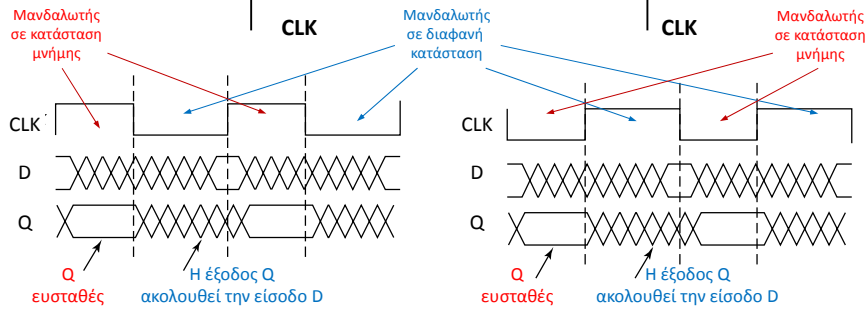 CLK
CLK
Μανδαλωτής
σε κατάσταση
μνήμης
Μανδαλωτής
σε διαφανή
κατάσταση
Μανδαλωτής
σε κατάσταση
μνήμης
CLK
D
Q
Q
ευσταθές
Η έξοδος Q
ακολουθεί την είσοδο D
CLK
D
Q
Q
ευσταθές
Η έξοδος Q
ακολουθεί την είσοδο D